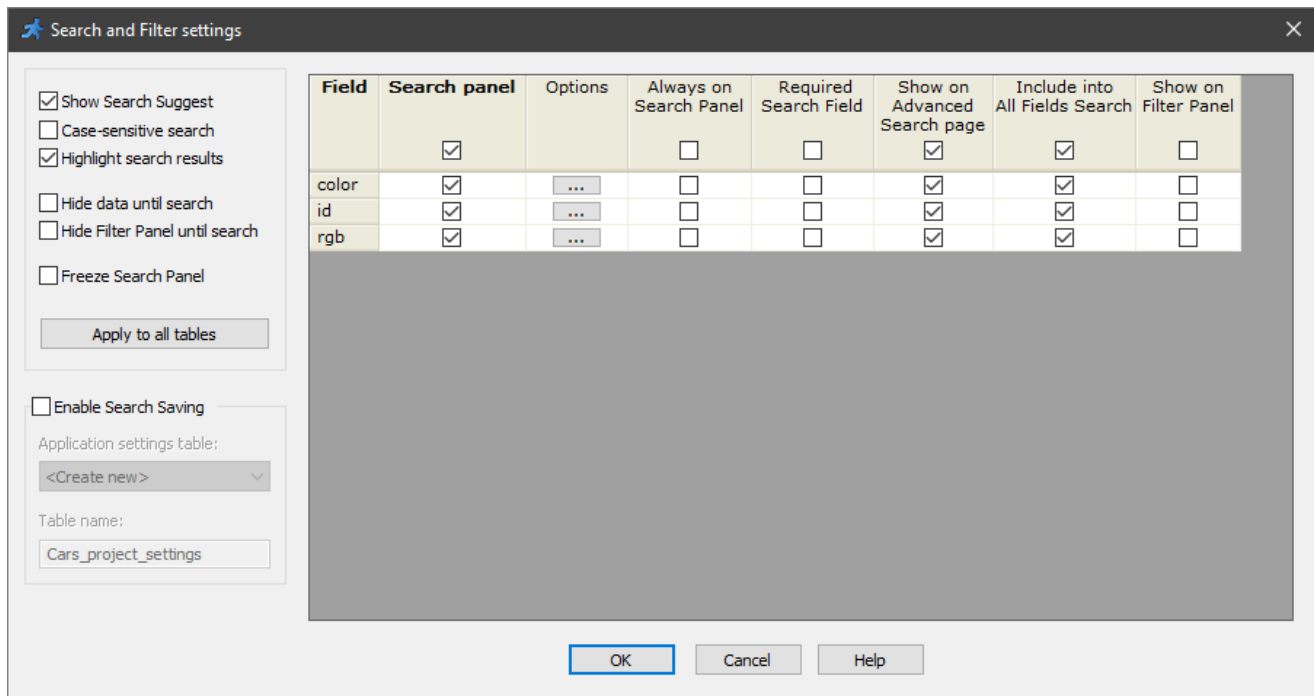 Search and Filter settings
Show Search Suggest
Case-sensitive search
Highlight search results
Hide data until search
Hide Filter Panel until search
Freeze Search Panel
Apply to all tables
Enable Search Saving
Application settings table:
<Create new>
Table name:
Cars_project_settings
Field
Search panel
Options
Always on
Search Panel
Required
Search Field
Show on
Advanced
Search page
Include into
All Fields Search
Show on
Filter Panel
color
...
id
...
rgb
...
OK
Cancel
Help